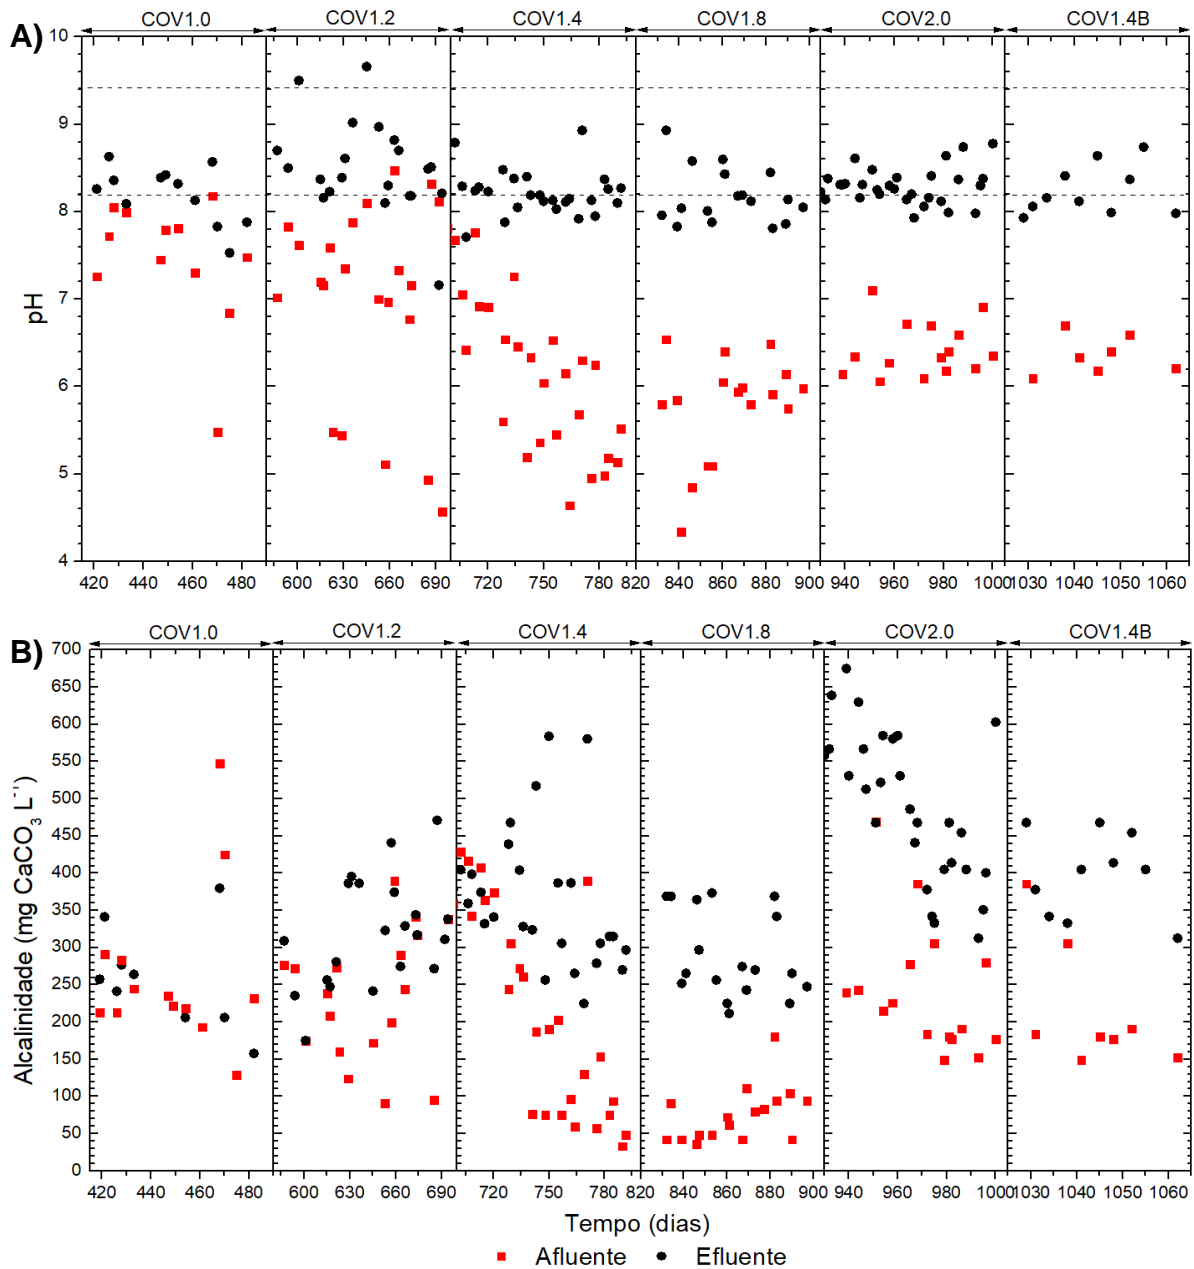 A)
COV1.0 COV1.2 COV1.4 COV1.8 COV2.0 COV1.4B
10
9
8
7
6
5
4
pH
420 440 460 480 600 630 660 690 720 750 780 820 840 860 880 900 940 960 980 1000 1030 1040 1050 1060
B)
COV1.0 COV1.2 COV1.4 COV1.8 COV2.0 COV1.4B
700
650
600
550
500
450
400
350
300
250
200
150
100
50
0
Alcalinidade (mg CaCO3 L⁻¹)
420 440 460 480 600 630 660 690 720 750 780 820 840 860 880 900 940 960 980 1000 1030 1040 1050 1060
Tempo (dias)
Afluente Efluente